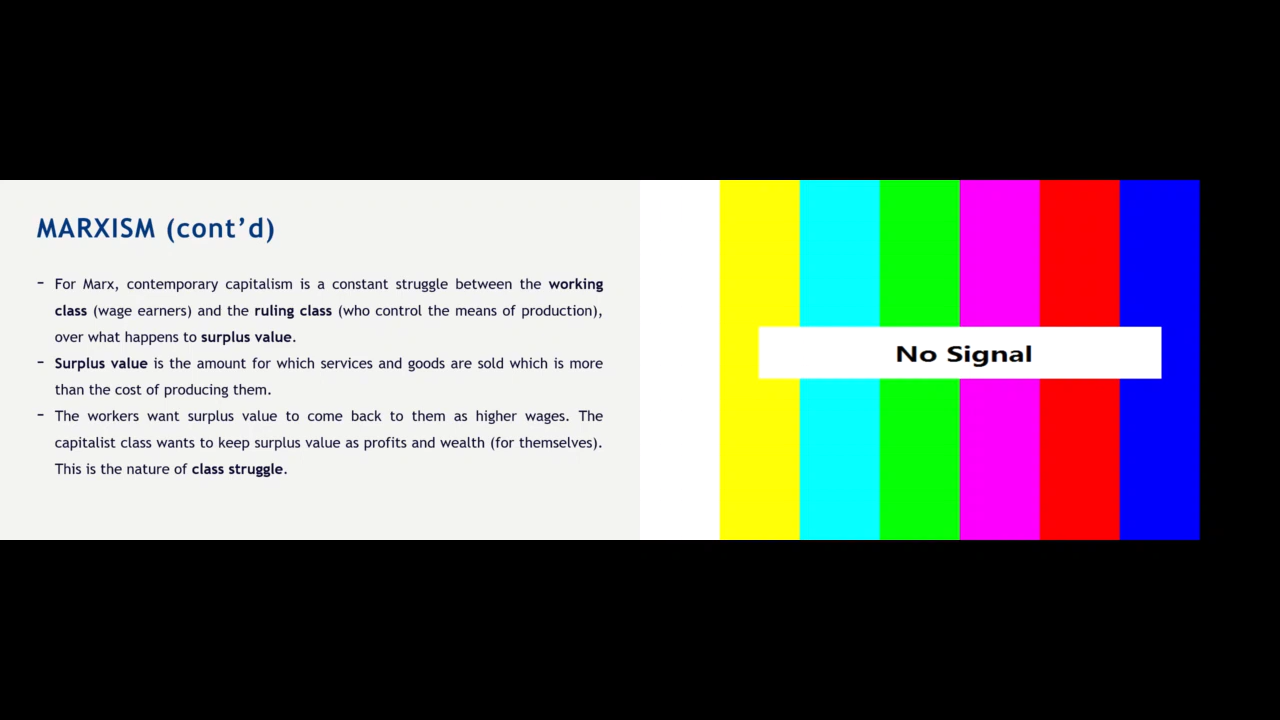 MARXISM (cont’d)
− For Marx, contemporary capitalism is a constant struggle between the working
class (wage earners) and the ruling class (who control the means of production),
over what happens to surplus value.
− Surplus value is the amount for which services and goods are sold which is more
than the cost of producing them.
− The workers want surplus value to come back to them as higher wages. The
capitalist class wants to keep surplus value as profits and wealth (for themselves).
This is the nature of class struggle.
No Signal